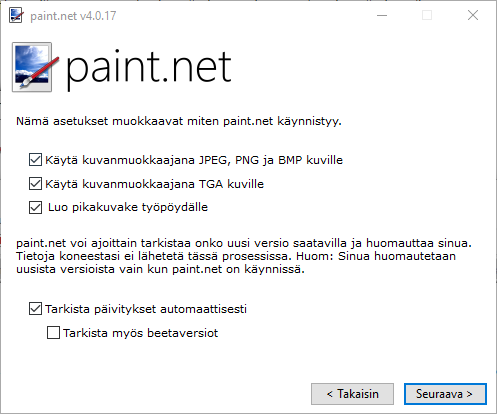 paint.net v4.0.17
paint.net
Nämä asetukset muokkaavat miten paint.net käynnistyy.
Käytä kuvanmuokkaajana JPEG, PNG ja BMP kuville
Käytä kuvanmuokkaajana TGA kuville
Luo pikakuvake työpöydälle
paint.net voi ajoittain tarkistaa onko uusi versio saatavilla ja huomauttaa sinua.
Tietoja koneestasi ei lähetetä tässä prosessissa. Huom: Sinua huomautetaan
uusista versioista vain kun paint.net on käynnissä.
Tarkista päivitykset automaattisesti
Tarkista myös beetaversiot
< Takaisin
Seuraava >